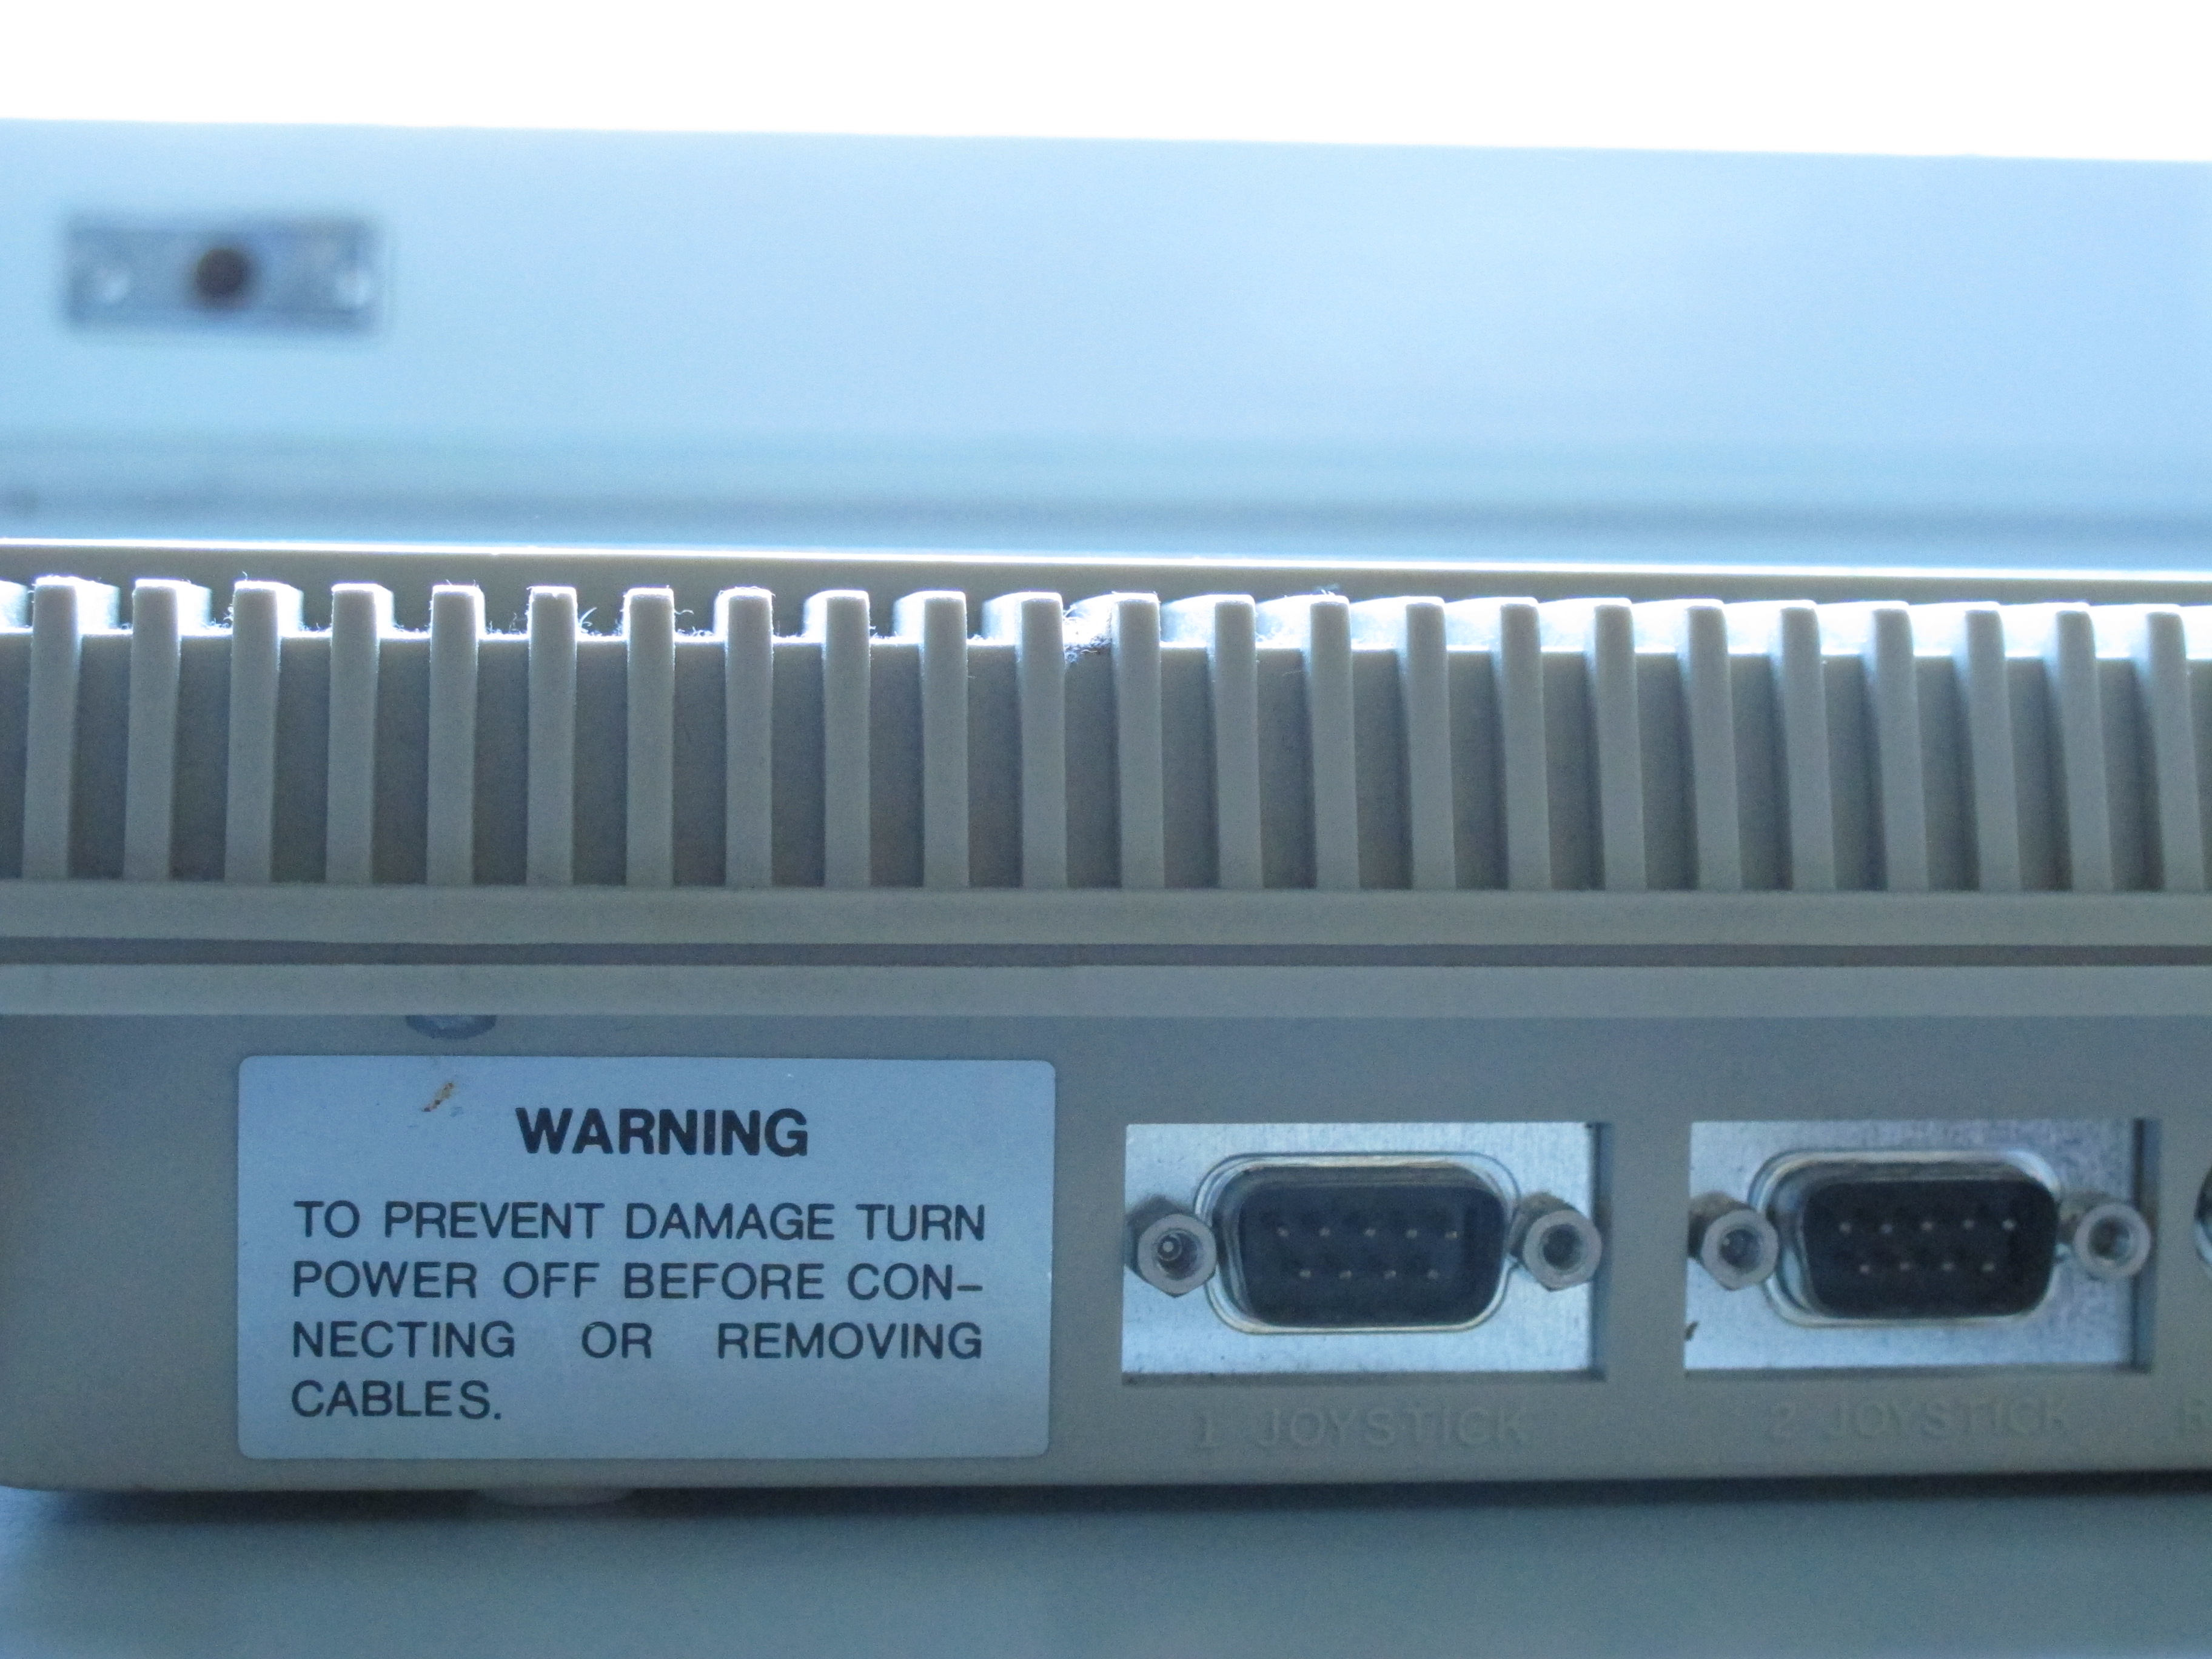 WARNING
TO PREVENT DAMAGE TURN
POWER OFF BEFORE CON-
NECTING OR REMOVING
CABLES.
1 JOYSTICK
2 JOYSTICK